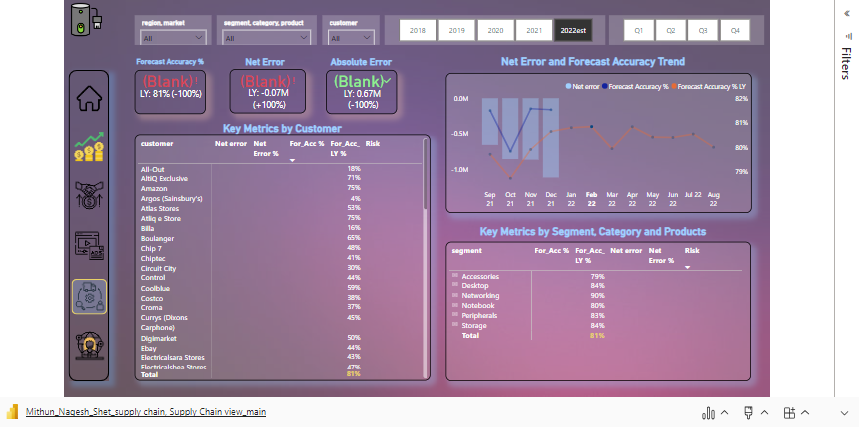 region, market
segment, category, product
customer
All
All
All
2018
2019
2020
2021
2022est
Q1
Q2
Q3
Q4
Filters
Forecast Accuracy %
Net Error
Absolute Error
(Blank)
LY: 81% (-100%)
(Blank)
LY: -0.07M
(+100%)
(Blank)
LY: 0.67M
(-100%)
Net Error and Forecast Accuracy Trend
Net error Forecast Accuracy % Forecast Accuracy % LY
0.0M
-0.5M
-1.0M
82%
81%
80%
79%
Sep 21
Oct 21
Nov 21
Dec 21
Jan 22
Feb 22
Mar 22
Apr 22
May 22
Jun 22
Jul 22
Aug 22
Key Metrics by Customer
customer Net error Net Error % For_Acc % For_Acc_ LY % Risk
All-Out 18%
AltiQ Exclusive 71%
Amazon 75%
Argos (Sainsbury's) 4%
Atlas Stores 53%
Atliq e Store 75%
Billa 16%
Boulanger 65%
Chip 7 48%
Chiptec 41%
Circuit City 30%
Control 44%
Coolblue 59%
Costco 38%
Croma 37%
Currys (Dixons Carphone) 45%
Digimarket 50%
Ebay 44%
Electricalsara Stores 43%
Electricalsbea Stores 47%
Total 81%
Key Metrics by Segment, Category and Products
segment For_Acc % For_Acc_ LY % Net error Net Error % Risk
Accessories 79%
Desktop 84%
Networking 90%
Notebook 80%
Peripherals 83%
Storage 84%
Total 81%
ADS
Mithun_Nagesh_Shet_supply chain, Supply Chain view_main